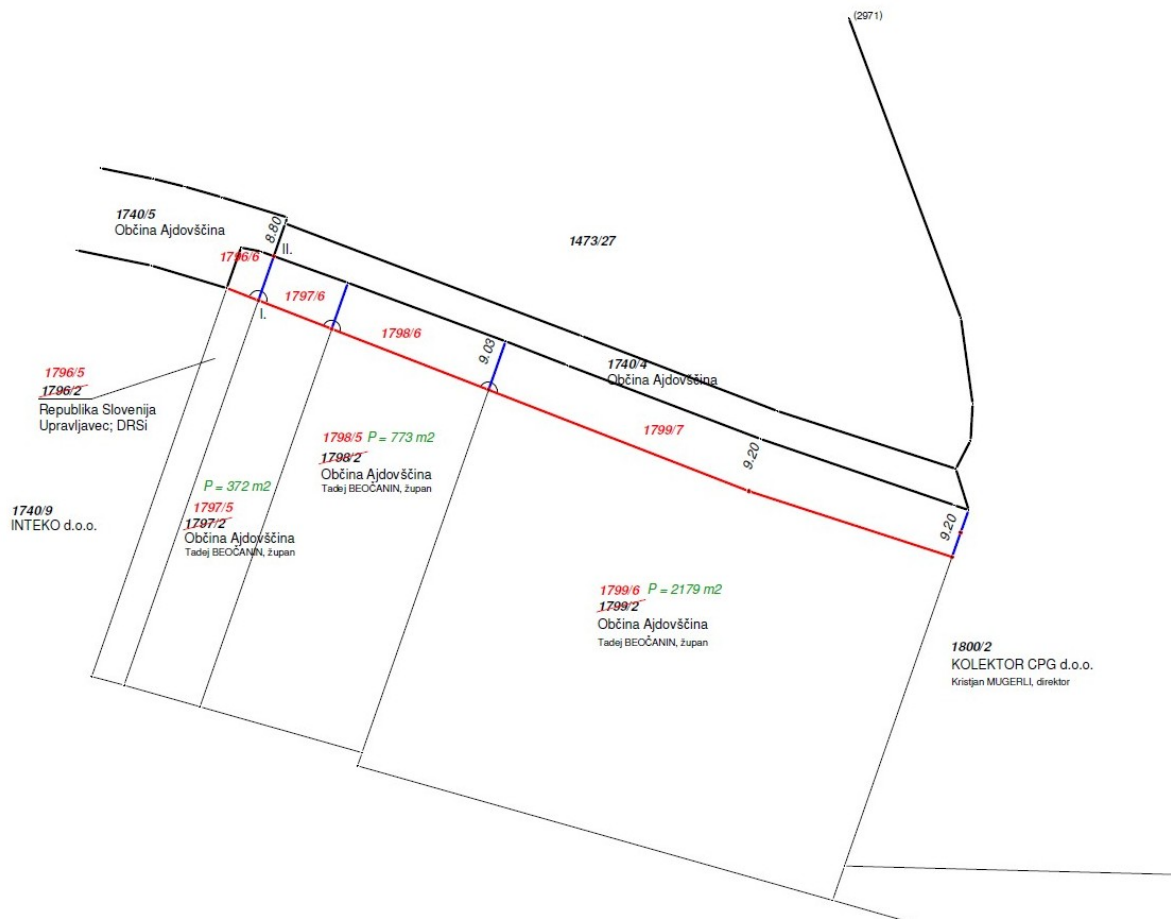 (2971)
1740/5
Občina Ajdovščina
8.80
II.
1473/27
1796/6
1797/6
I.
1798/6
9.03
1740/4
Občina Ajdovščina
1796/5
1796/2
Republika Slovenija
Upravljavec; DRSi
1799/7
9.20
1798/5 P = 773 m2
1798/2
Občina Ajdovščina
Tadej BEOČANIN, župan
P = 372 m2
1797/5
1797/2
Občina Ajdovščina
Tadej BEOČANIN, župan
1740/9
INTEKO d.o.o.
9.20
1799/6 P = 2179 m2
1799/2
Občina Ajdovščina
Tadej BEOČANIN, župan
1800/2
KOLEKTOR CPG d.o.o.
Kristjan MUGERLI, direktor